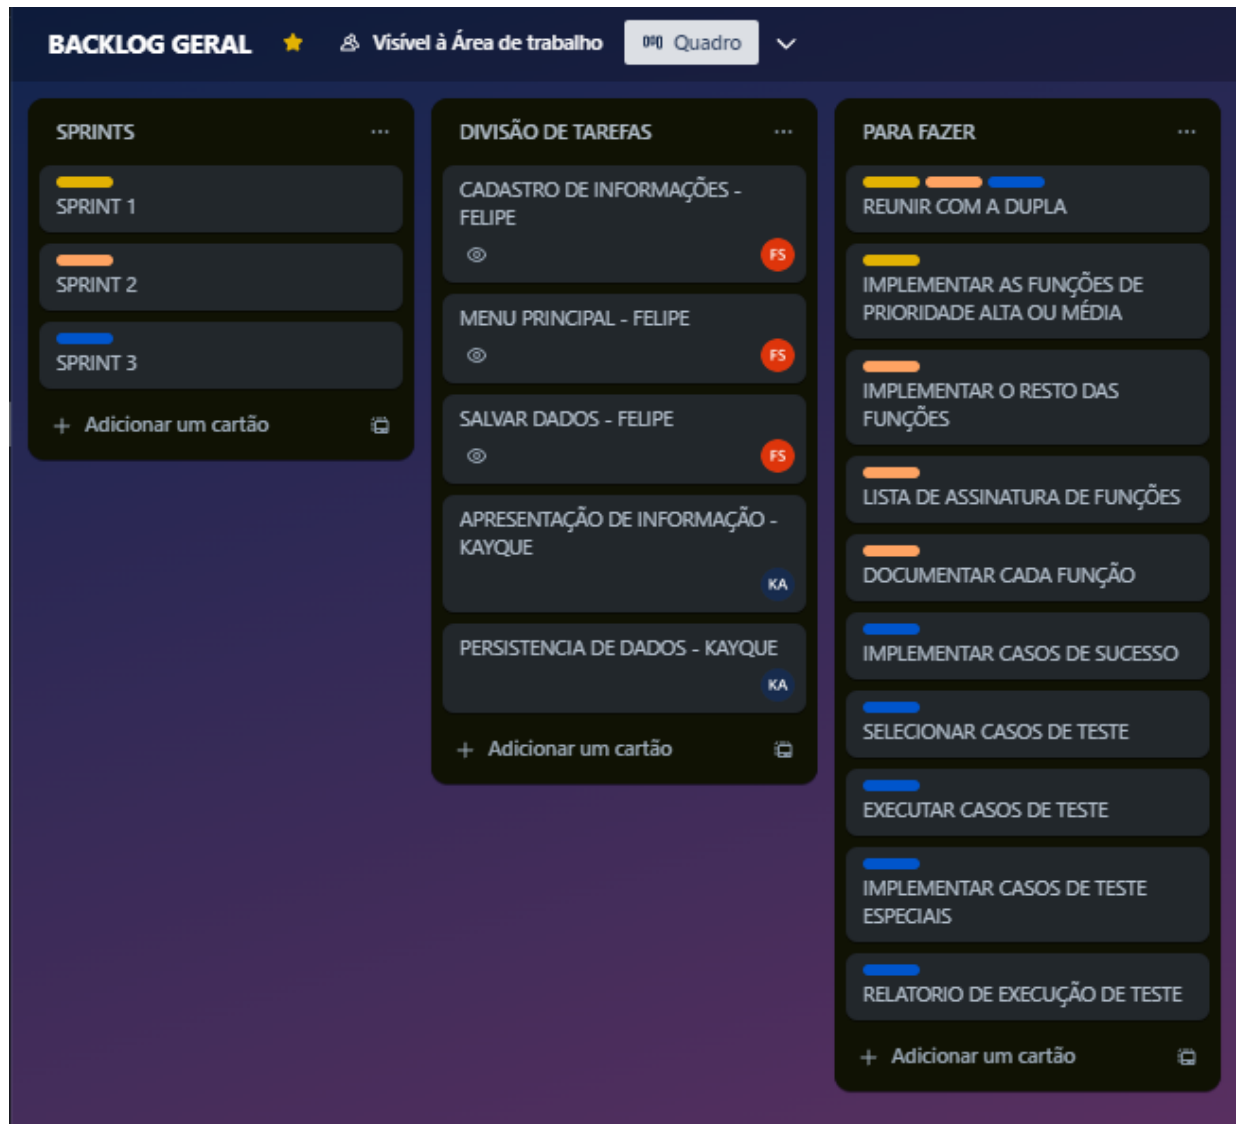 BACKLOG GERAL
Visível à Área de trabalho
Quadro
SPRINTS
SPRINT 1
SPRINT 2
SPRINT 3
Adicionar um cartão
DIVISÃO DE TAREFAS
CADASTRO DE INFORMAÇÕES -
FELIPE
FS
MENU PRINCIPAL - FELIPE
FS
SALVAR DADOS - FELIPE
FS
APRESENTAÇÃO DE INFORMAÇÃO -
KAYQUE
KA
PERSISTENCIA DE DADOS - KAYQUE
KA
Adicionar um cartão
PARA FAZER
REUNIR COM A DUPLA
IMPLEMENTAR AS FUNÇÕES DE
PRIORIDADE ALTA OU MÉDIA
IMPLEMENTAR O RESTO DAS
FUNÇÕES
LISTA DE ASSINATURA DE FUNÇÕES
DOCUMENTAR CADA FUNÇÃO
IMPLEMENTAR CASOS DE SUCESSO
SELECIONAR CASOS DE TESTE
EXECUTAR CASOS DE TESTE
IMPLEMENTAR CASOS DE TESTE
ESPECIAIS
RELATORIO DE EXECUÇÃO DE TESTE
Adicionar um cartão